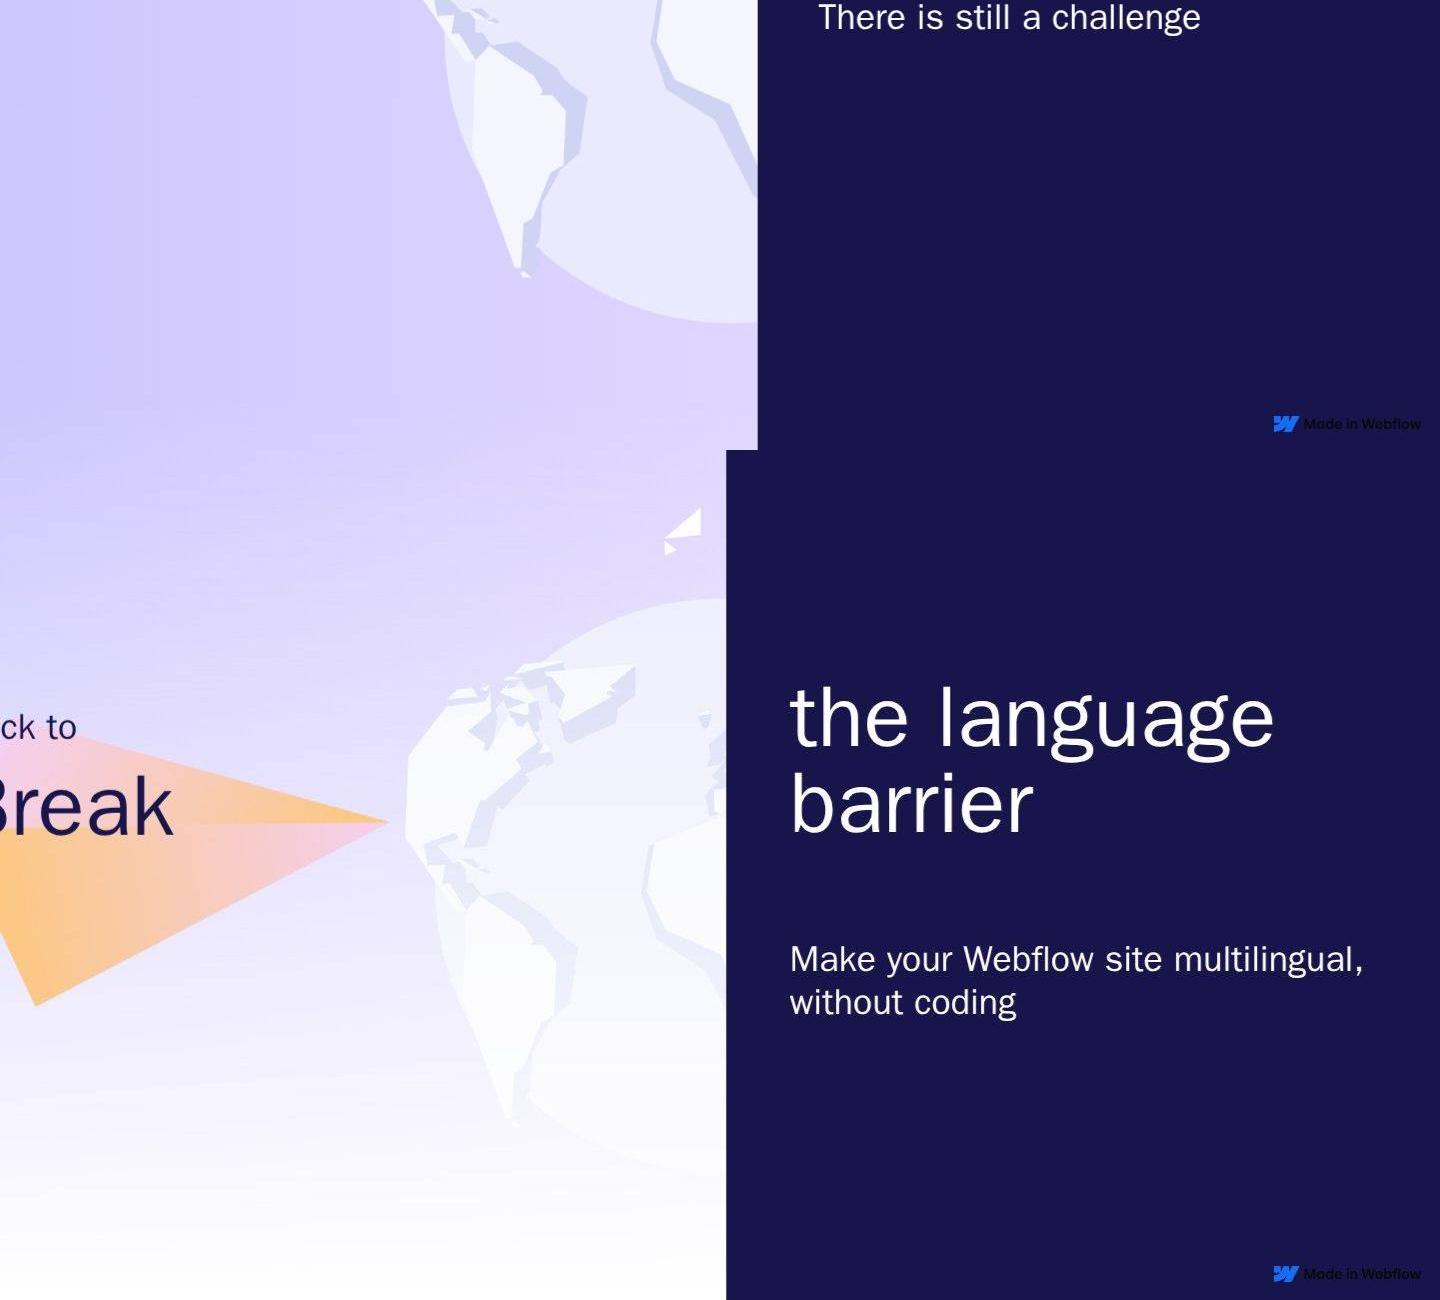 There is still a challenge
Made in Webflow
ck to
Break
the language
barrier
Make your Webflow site multilingual,
without coding
Made in Webflow